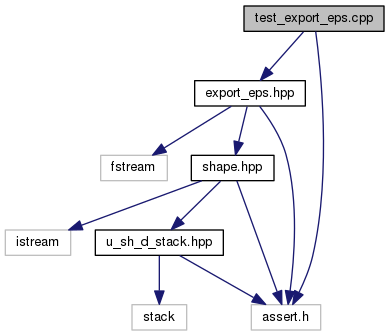 test_export_eps.cpp
export_eps.hpp
fstream
shape.hpp
istream
u_sh_d_stack.hpp
stack
assert.h